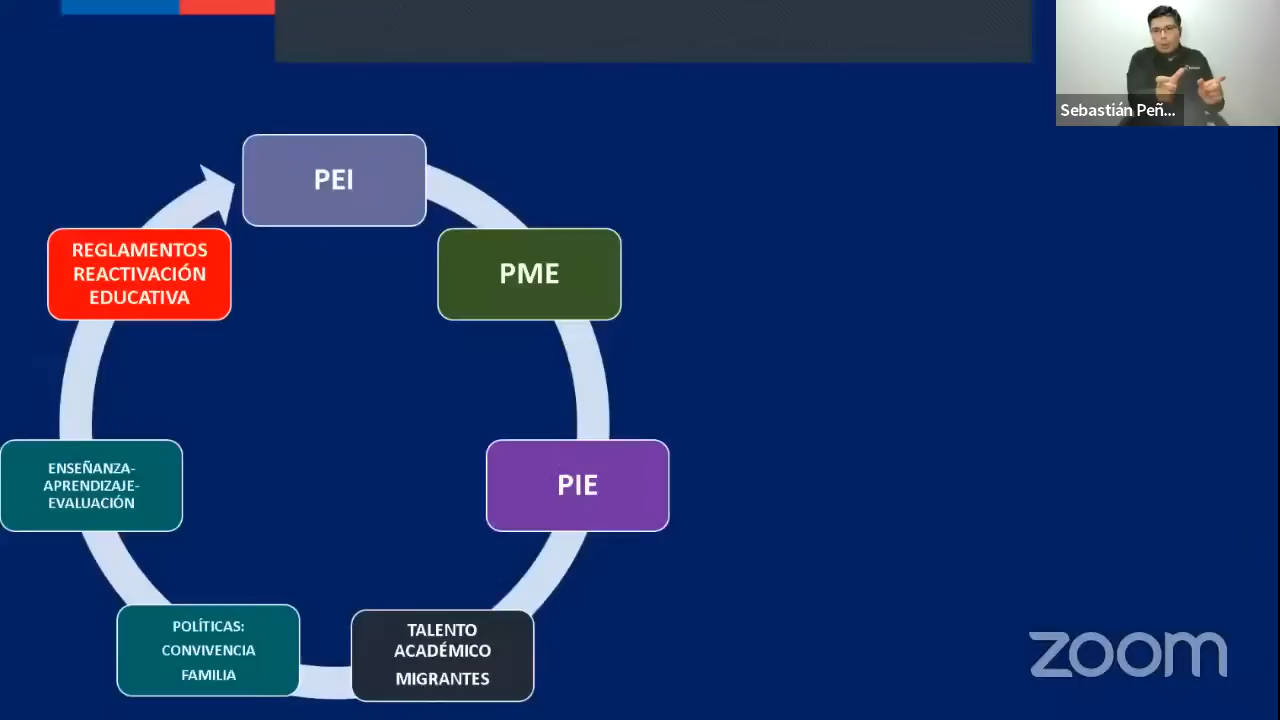 Sebastián Peñ...
PEI
REGLAMENTOS
REACTIVACIÓN
EDUCATIVA
PME
ENSEÑANZA-
APRENDIZAJE-
EVALUACIÓN
PIE
POLÍTICAS:
CONVIVENCIA
FAMILIA
TALENTO
ACADÉMICO
MIGRANTES
zoom